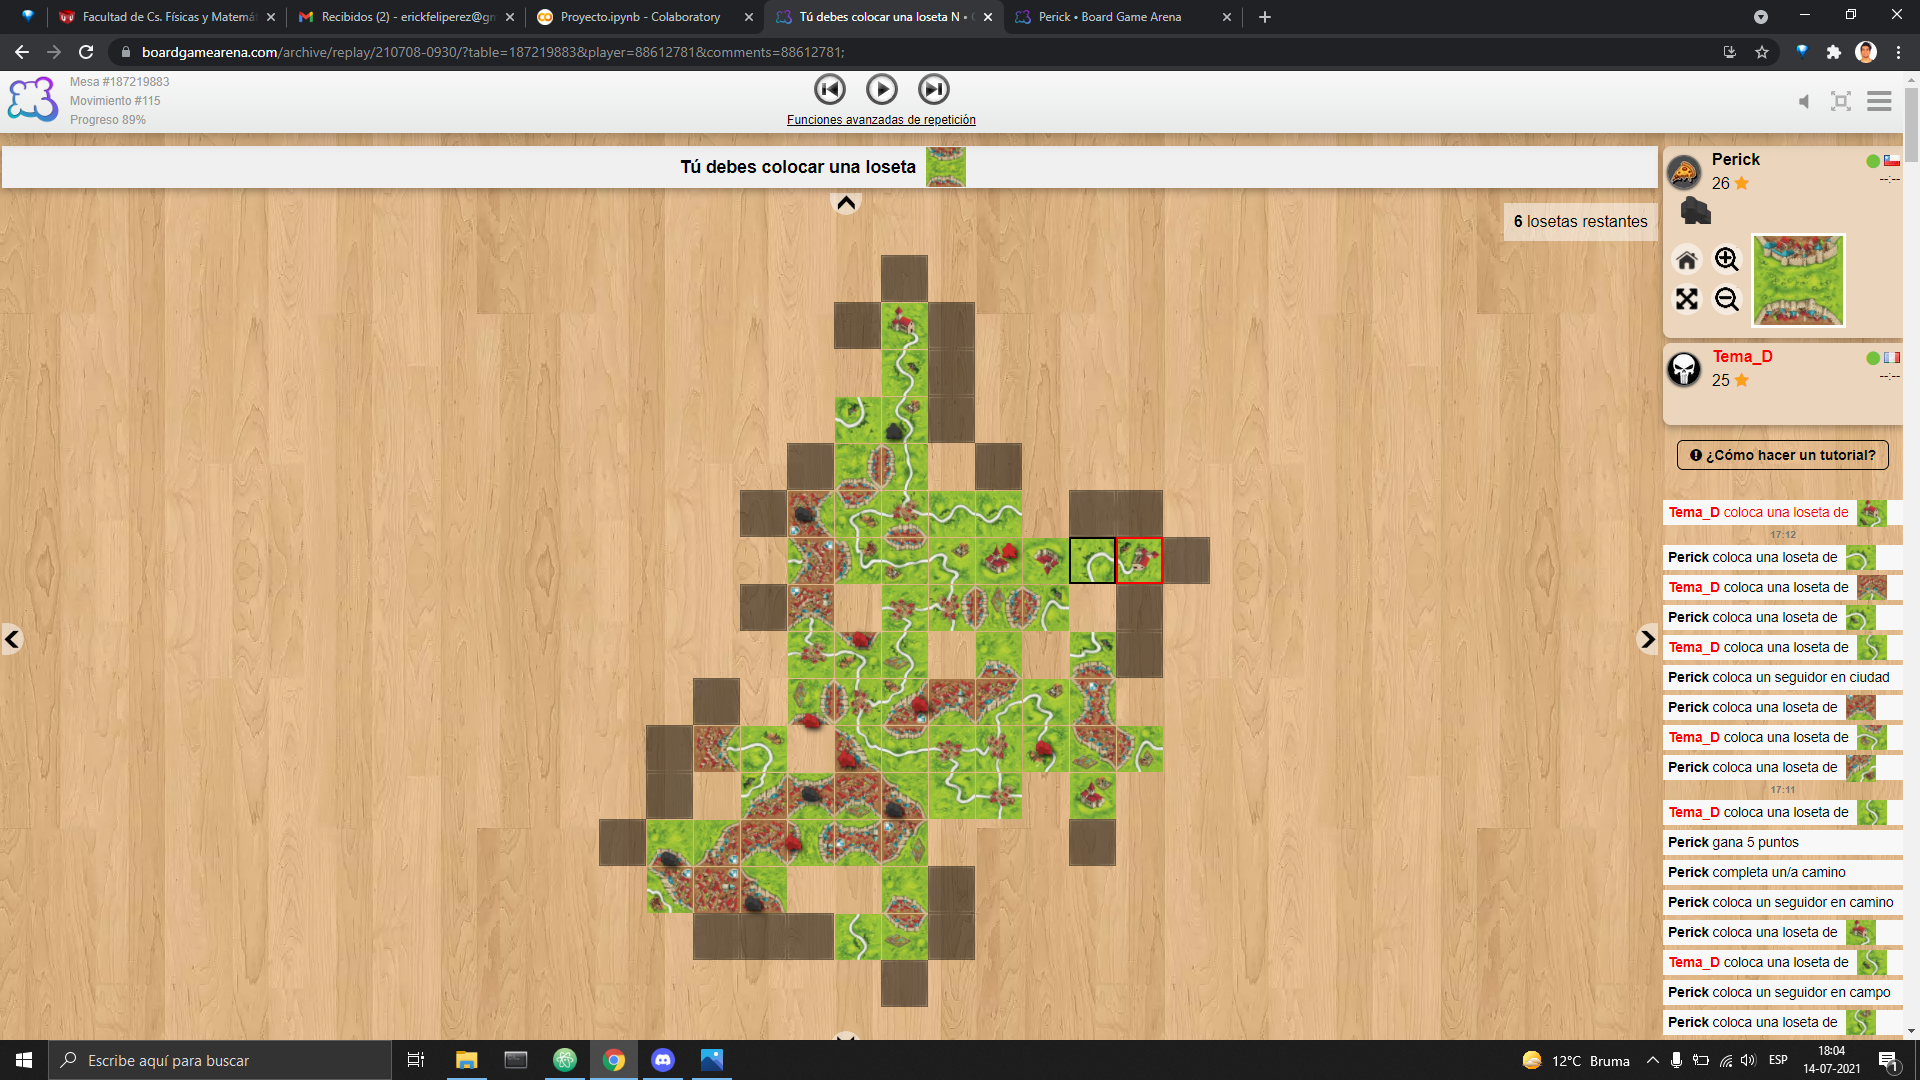 Facultad de Cs. Físicas y Matemát
Recibidos (2) - erickfeliperez@gm
Proyecto.ipynb - Colaboratory
Tú debes colocar una loseta N •
Perick • Board Game Arena
boardgamearena.com/archive/replay/210708-0930/?table=187219883&player=88612781&comments=88612781;
Mesa #187219883
Movimiento #115
Progreso 89%
Funciones avanzadas de repetición
Tú debes colocar una loseta
6 losetas restantes
Perick
26
--:--
Tema_D
25
--:--
¿Cómo hacer un tutorial?
Tema_D coloca una loseta de
17:12
Perick coloca una loseta de
Tema_D coloca una loseta de
Perick coloca una loseta de
Tema_D coloca una loseta de
Perick coloca un seguidor en ciudad
Perick coloca una loseta de
Tema_D coloca una loseta de
Perick coloca una loseta de
17:11
Tema_D coloca una loseta de
Perick gana 5 puntos
Perick completa un/a camino
Perick coloca un seguidor en camino
Perick coloca una loseta de
Tema_D coloca una loseta de
Perick coloca un seguidor en campo
Perick coloca una loseta de
Escribe aquí para buscar
12°C Bruma
ESP
18:04
14-07-2021
1